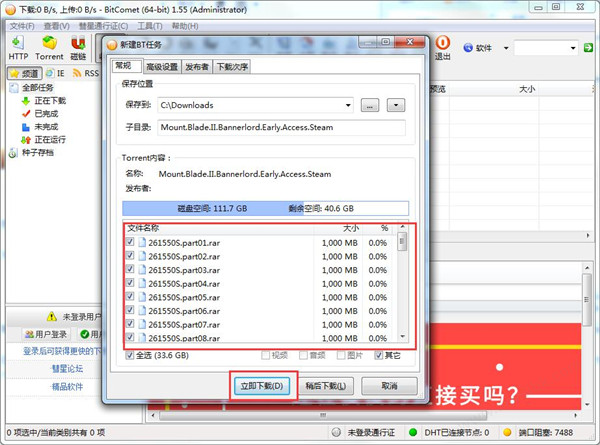 下载:0 B/s, 上传:0 B/s - BitComet (64-bit) 1.55 (Administrator)
文件(F) 查看(V) 彗星通行证(C) 工具(T) 帮助(H)
HTTP Torrent 磁链 退出 软件
频道 IE RSS
预览 大小
全部任务
正在下载
已完成
未完成
正在运行
种子存档
新建BT任务
常规 高级设置 发布者 下载次序
保存位置
保存到: C:\Downloads ...
子目录: Mount.Blade.II.Bannerlord.Early.Access.Steam
Torrent内容:
名称: Mount.Blade.II.Bannerlord.Early.Access.Steam
发布者:
磁盘空间: 111.7 GB 剩余空间: 40.6 GB
文件名称 大小 %
261550S.part01.rar 1,000 MB 0.0%
261550S.part02.rar 1,000 MB 0.0%
261550S.part03.rar 1,000 MB 0.0%
261550S.part04.rar 1,000 MB 0.0%
261550S.part05.rar 1,000 MB 0.0%
261550S.part06.rar 1,000 MB 0.0%
261550S.part07.rar 1,000 MB 0.0%
261550S.part08.rar 1,000 MB 0.0%
全选 (33.6 GB) 视频 音频 图片 其它
立即下载(D) 稍后下载(L) 取消
未登录用户
用户登录 用
登录后可获得更快的下
彗星论坛
精品软件
接买吗?
0 项选中/当前类别共有 0 项 未登录通行证 DHT已连接节点: 0 端口阻塞: 7488